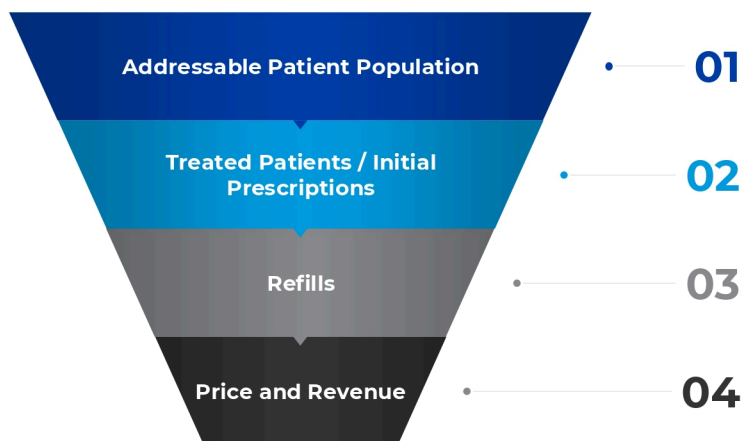 Addressable Patient Population
01
Treated Patients / Initial
Prescriptions
02
Refills
03
Price and Revenue
04